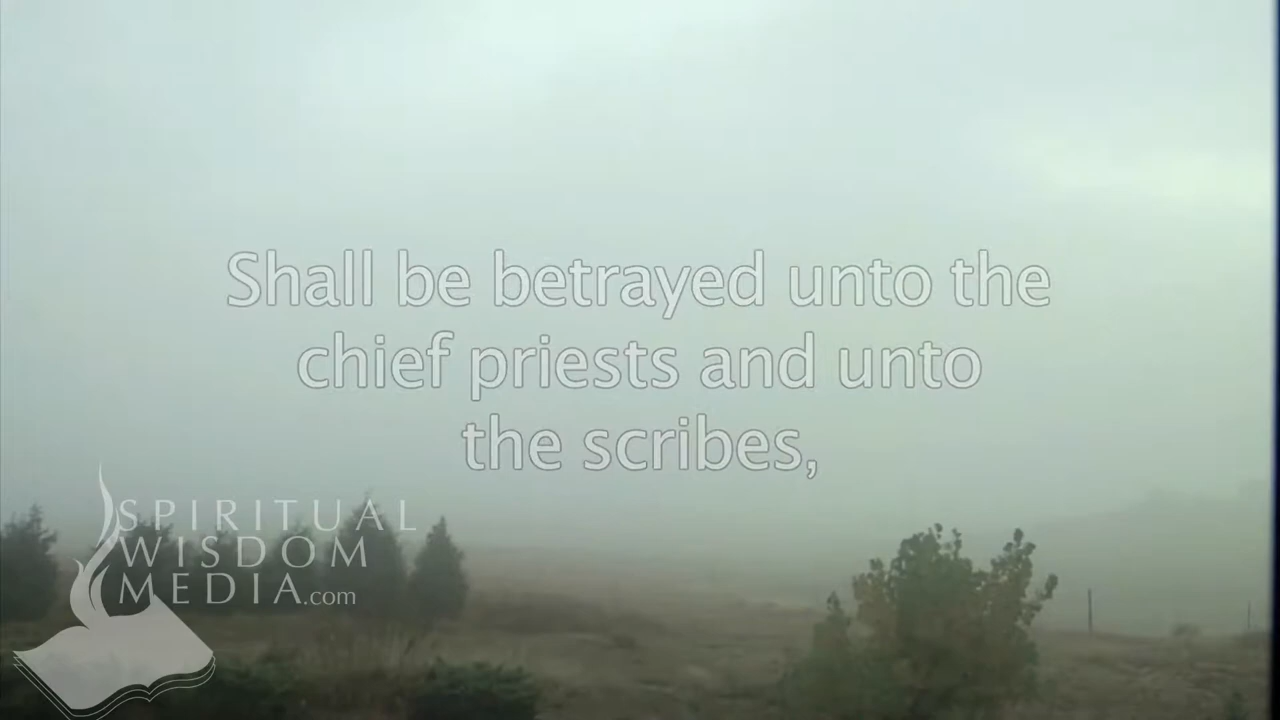 Shall be betrayed unto the
chief priests and unto
the scribes,
SPIRITUAL
WISDOM
MEDIA.com